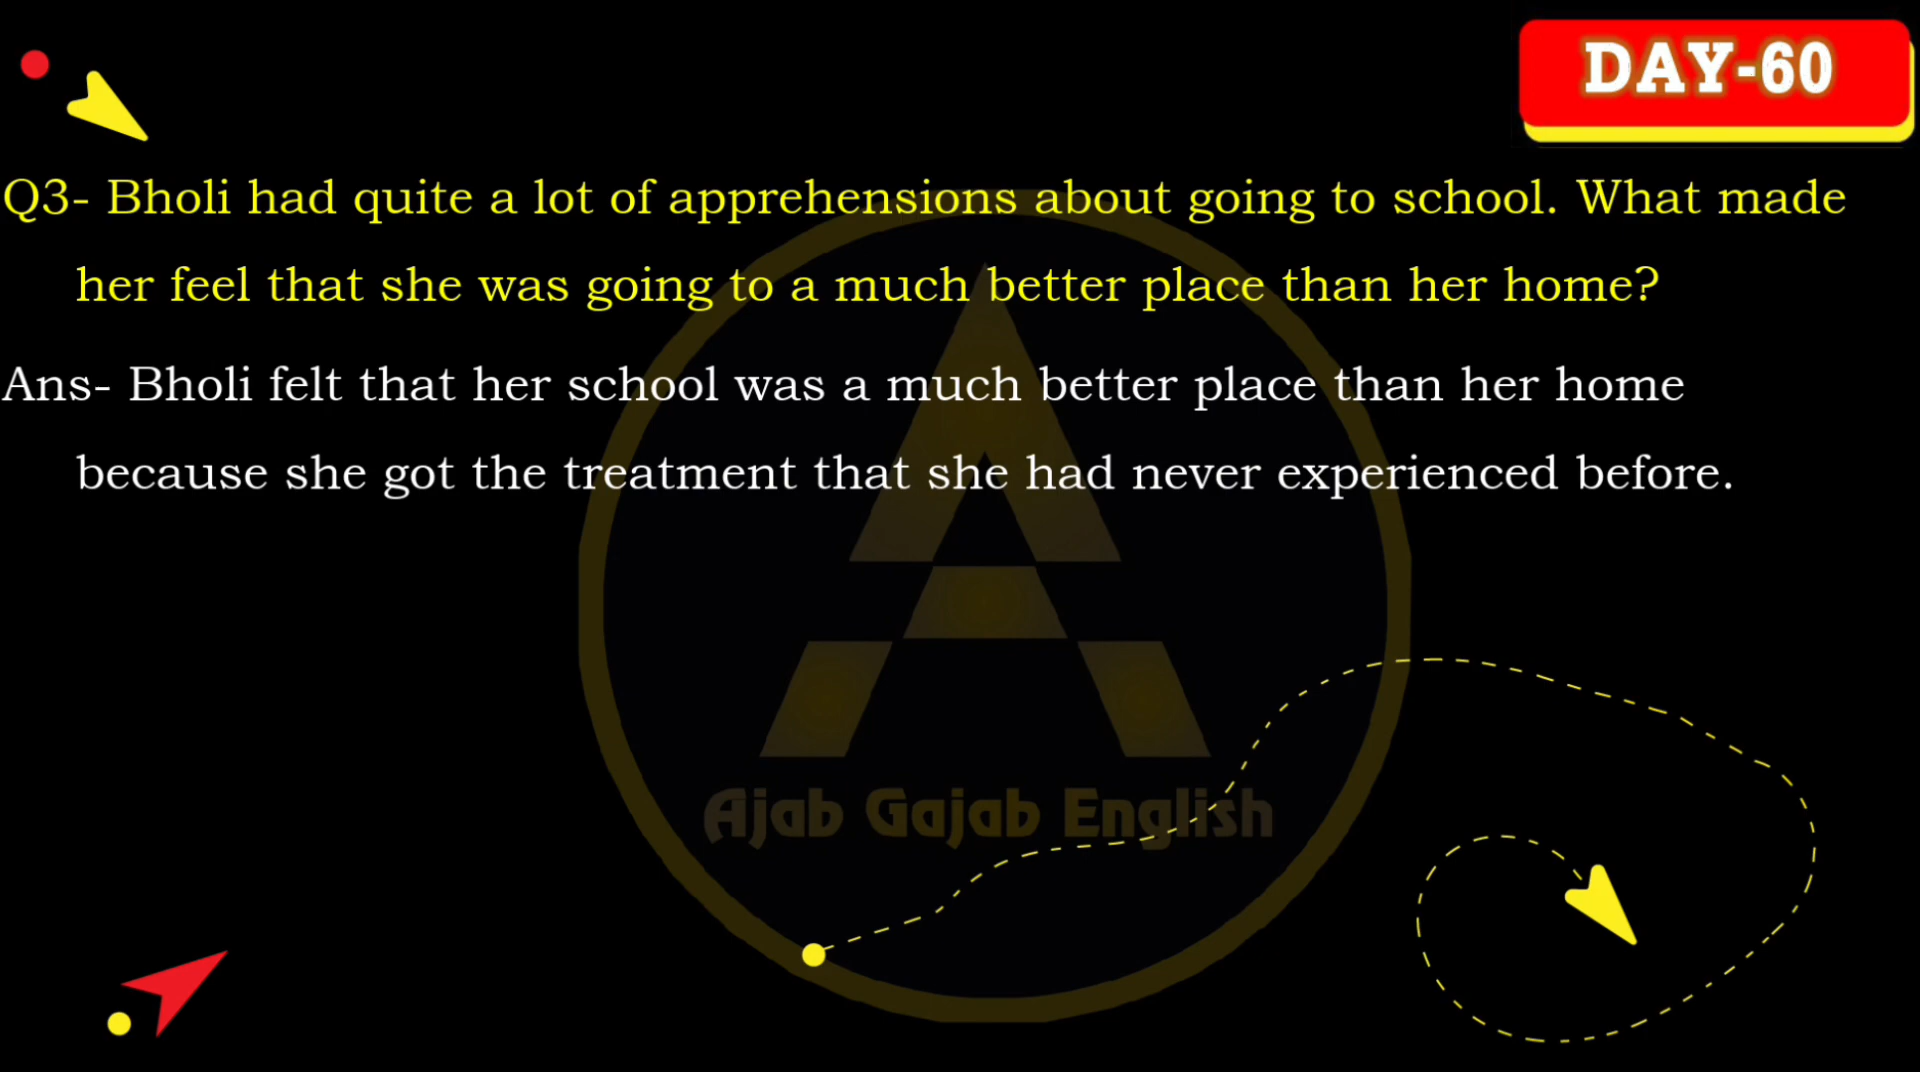 DAY-60
Q3- Bholi had quite a lot of apprehensions about going to school. What made
her feel that she was going to a much better place than her home?
Ans- Bholi felt that her school was a much better place than her home
because she got the treatment that she had never experienced before.
Ajab Gajab English